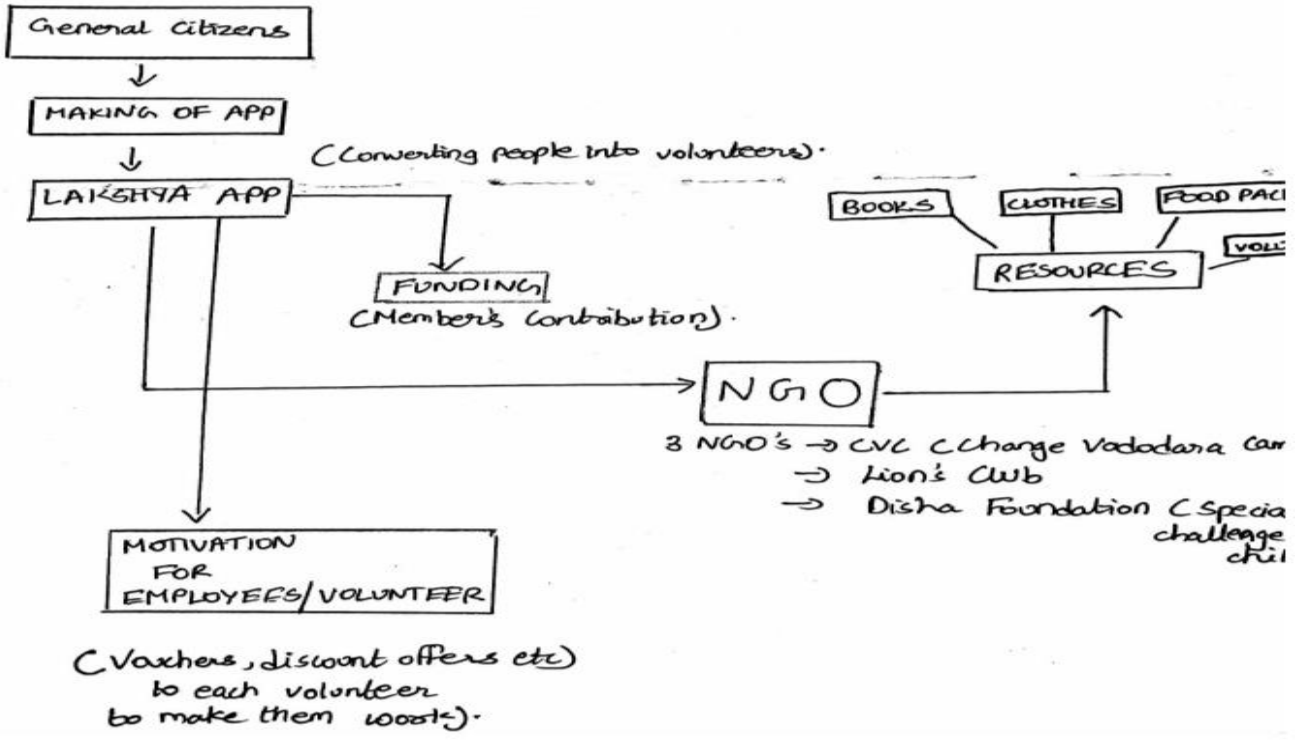 General Citizens
MAKING OF APP
(Converting people into volunteers).
LAKSHYA APP
BOOKS
CLOTHES
FOOD PAC
VOL
RESOURCES
FUNDING
(Member's Contribution).
NGO
3 NGO's → CVC (Change Vadodara Cam
→ Lion's Club
→ Disha Foundation (Specia
challenge
chil
MOTIVATION
FOR
EMPLOYEES/VOLUNTEER
(Vouchers, discount offers etc)
to each volunteer
to make them work).